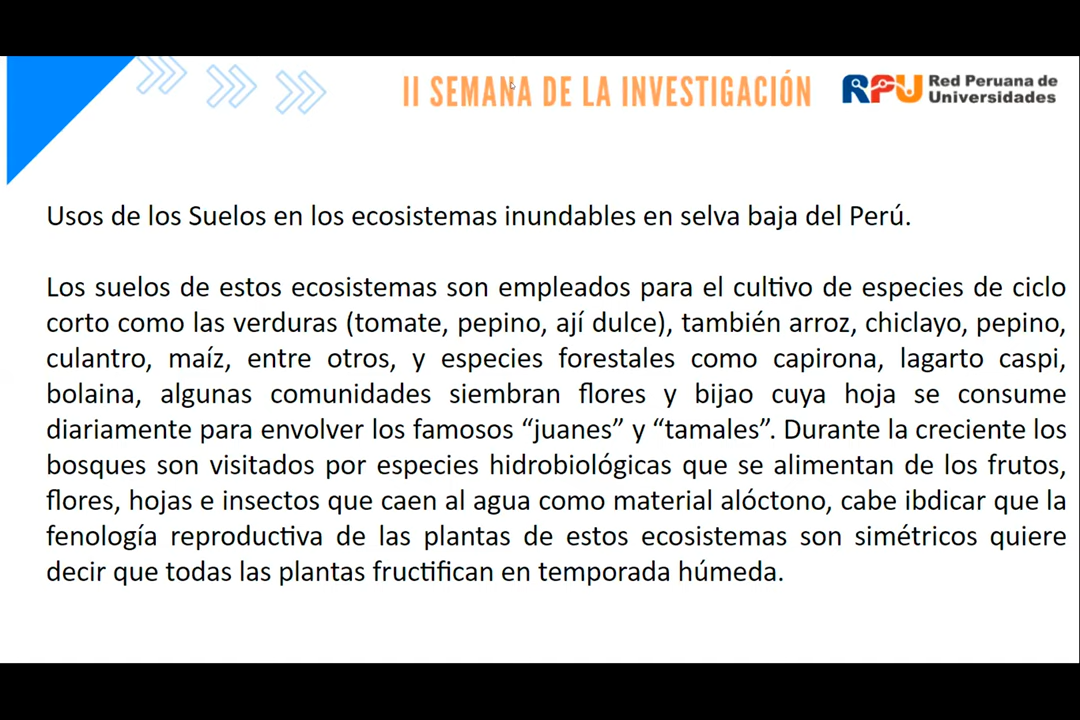 II SEMANA DE LA INVESTIGACIÓN
RPU
Red Peruana de
Universidades
Usos de los Suelos en los ecosistemas inundables en selva baja del Perú.
Los suelos de estos ecosistemas son empleados para el cultivo de especies de ciclo
corto como las verduras (tomate, pepino, ají dulce), también arroz, chiclayo, pepino,
culantro, maíz, entre otros, y especies forestales como capirona, lagarto caspi,
bolaina, algunas comunidades siembran flores y bijao cuya hoja se consume
diariamente para envolver los famosos “juanes” y “tamales”. Durante la creciente los
bosques son visitados por especies hidrobiológicas que se alimentan de los frutos,
flores, hojas e insectos que caen al agua como material alóctono, cabe ibdicar que la
fenología reproductiva de las plantas de estos ecosistemas son simétricos quiere
decir que todas las plantas fructifican en temporada húmeda.